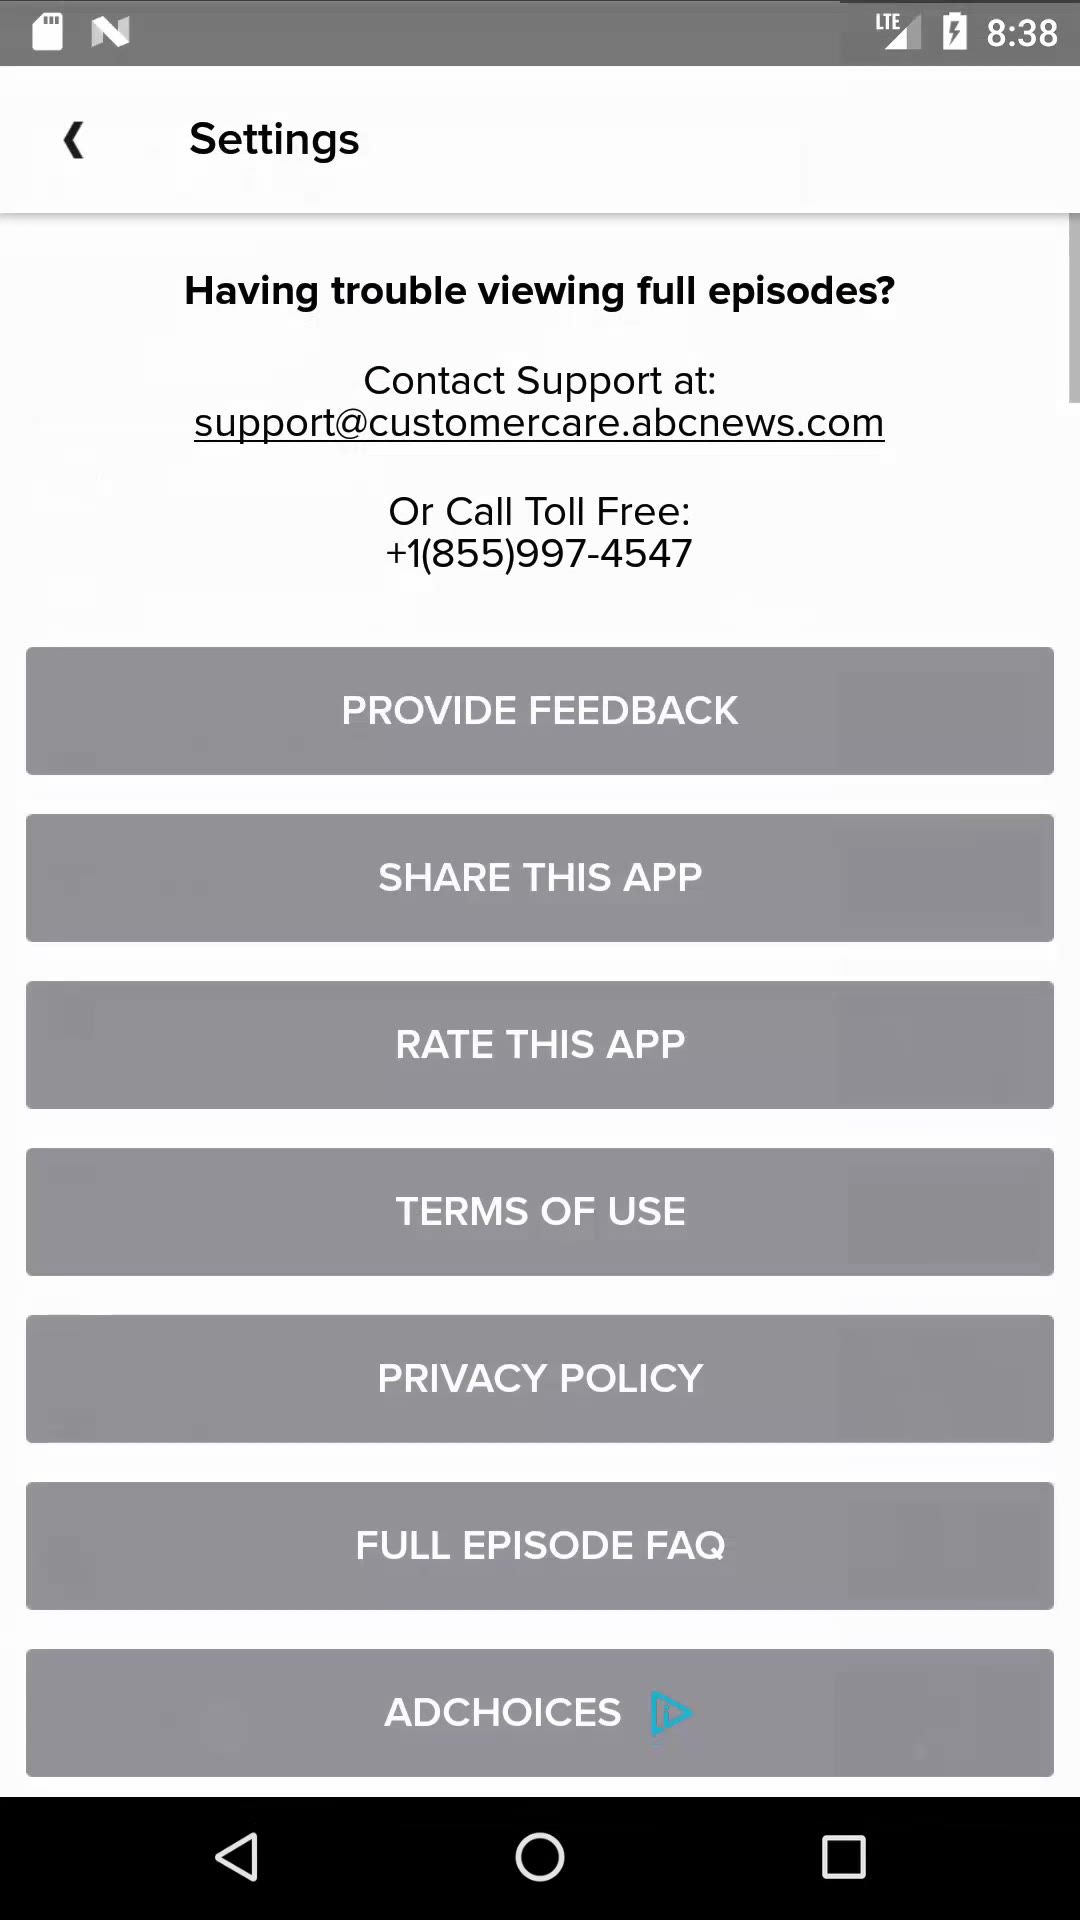 LTE 8:38
Settings
Having trouble viewing full episodes?
Contact Support at:
support@customercare.abcnews.com
Or Call Toll Free:
+1(855)997-4547
PROVIDE FEEDBACK
SHARE THIS APP
RATE THIS APP
TERMS OF USE
PRIVACY POLICY
FULL EPISODE FAQ
ADCHOICES